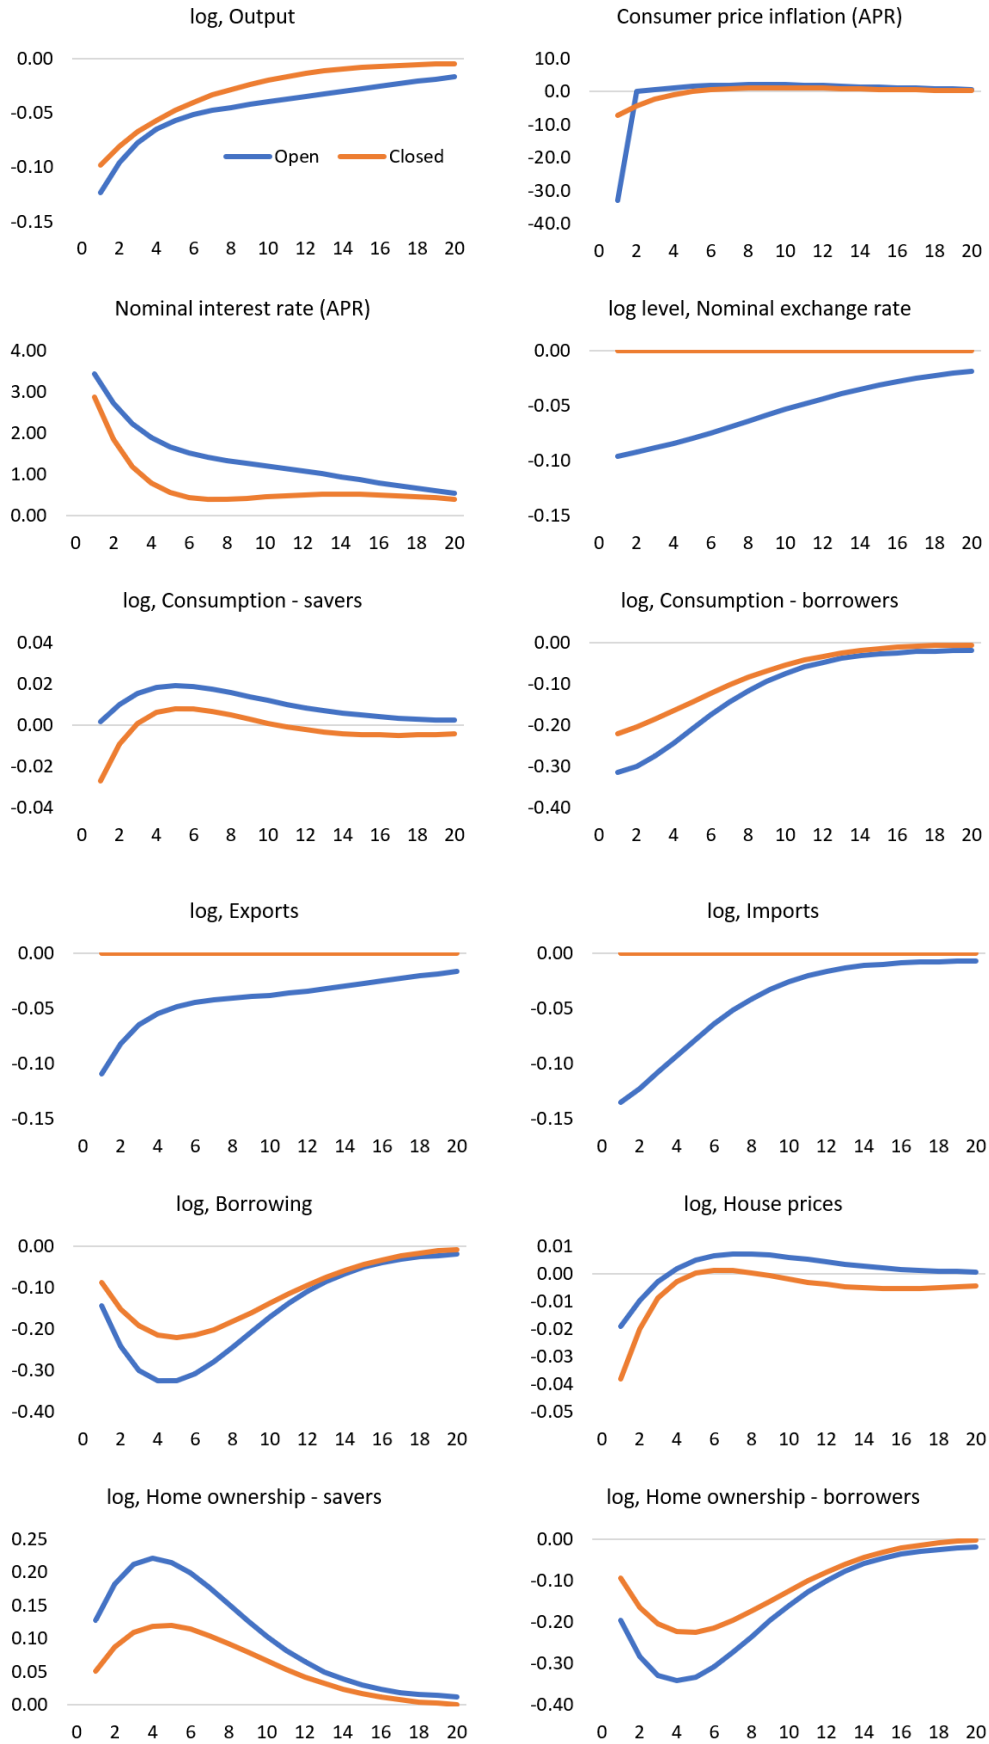 log, Output
0.00
-0.05
-0.10
-0.15
Open Closed
0 2 4 6 8 10 12 14 16 18 20
Consumer price inflation (APR)
10.0
0.0
-10.0
-20.0
-30.0
-40.0
0 2 4 6 8 10 12 14 16 18 20
Nominal interest rate (APR)
4.00
3.00
2.00
1.00
0.00
0 2 4 6 8 10 12 14 16 18 20
log level, Nominal exchange rate
0.00
-0.05
-0.10
-0.15
0 2 4 6 8 10 12 14 16 18 20
log, Consumption - savers
0.04
0.02
0.00
-0.02
-0.04
0 2 4 6 8 10 12 14 16 18 20
log, Consumption - borrowers
0.00
-0.10
-0.20
-0.30
-0.40
0 2 4 6 8 10 12 14 16 18 20
log, Exports
0.00
-0.05
-0.10
-0.15
0 2 4 6 8 10 12 14 16 18 20
log, Imports
0.00
-0.05
-0.10
-0.15
0 2 4 6 8 10 12 14 16 18 20
log, Borrowing
0.00
-0.10
-0.20
-0.30
-0.40
0 2 4 6 8 10 12 14 16 18 20
log, House prices
0.01
0.00
-0.01
-0.02
-0.03
-0.04
-0.05
0 2 4 6 8 10 12 14 16 18 20
log, Home ownership - savers
0.25
0.20
0.15
0.10
0.05
0.00
0 2 4 6 8 10 12 14 16 18 20
log, Home ownership - borrowers
0.00
-0.10
-0.20
-0.30
-0.40
0 2 4 6 8 10 12 14 16 18 20